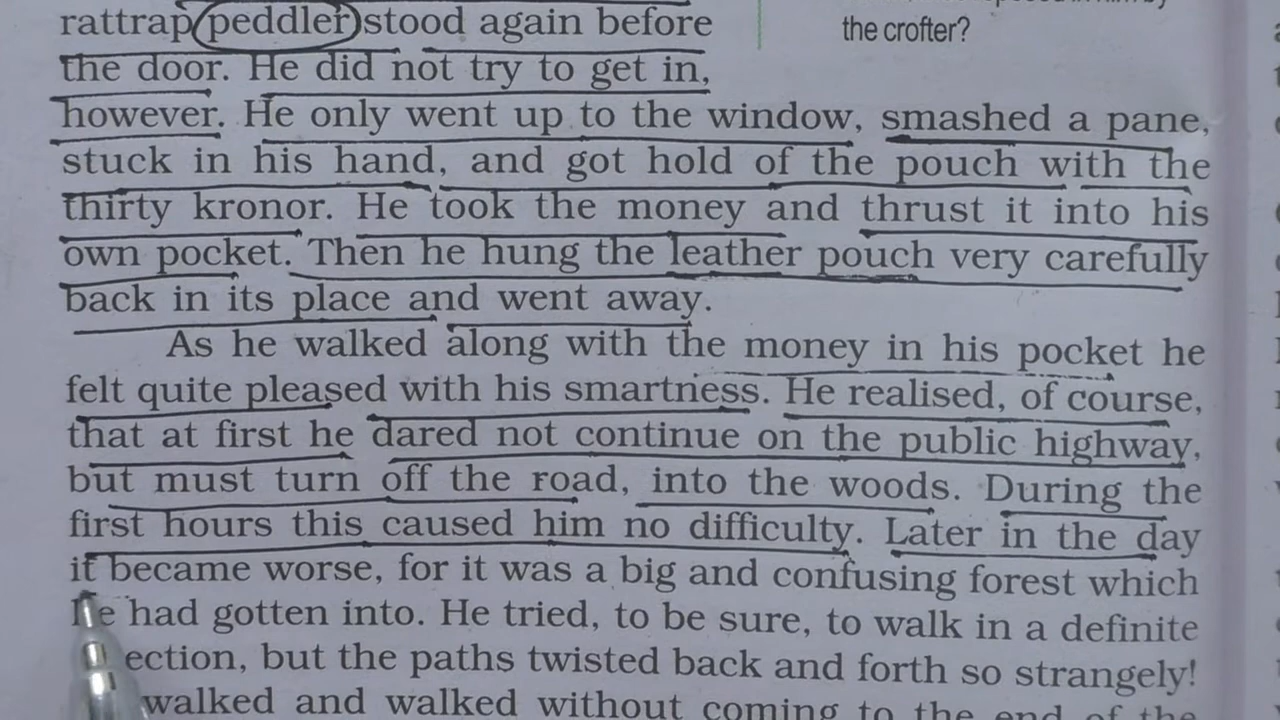 rattrap peddler stood again before
the crofter?
the door. He did not try to get in,
however. He only went up to the window, smashed a pane,
stuck in his hand, and got hold of the pouch with the
thirty kronor. He took the money and thrust it into his
own pocket. Then he hung the leather pouch very carefully
back in its place and went away.
As he walked along with the money in his pocket he
felt quite pleased with his smartness. He realised, of course,
that at first he dared not continue on the public highway,
but must turn off the road, into the woods. During the
first hours this caused him no difficulty. Later in the day
it became worse, for it was a big and confusing forest which
he had gotten into. He tried, to be sure, to walk in a definite
ection, but the paths twisted back and forth so strangely!
walked and walked without coming to the end of the